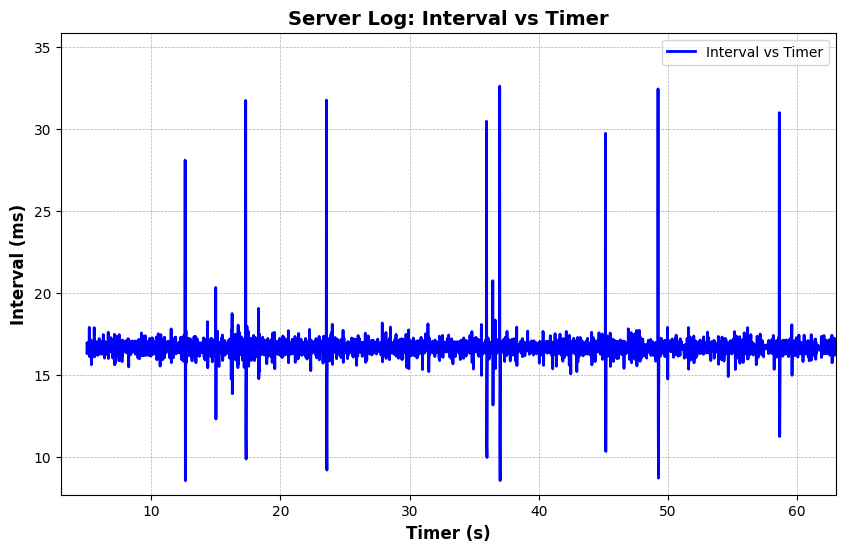 Server Log: Interval vs Timer
Interval vs Timer
35
30
25
20
15
10
Interval (ms)
10 20 30 40 50 60
Timer (s)